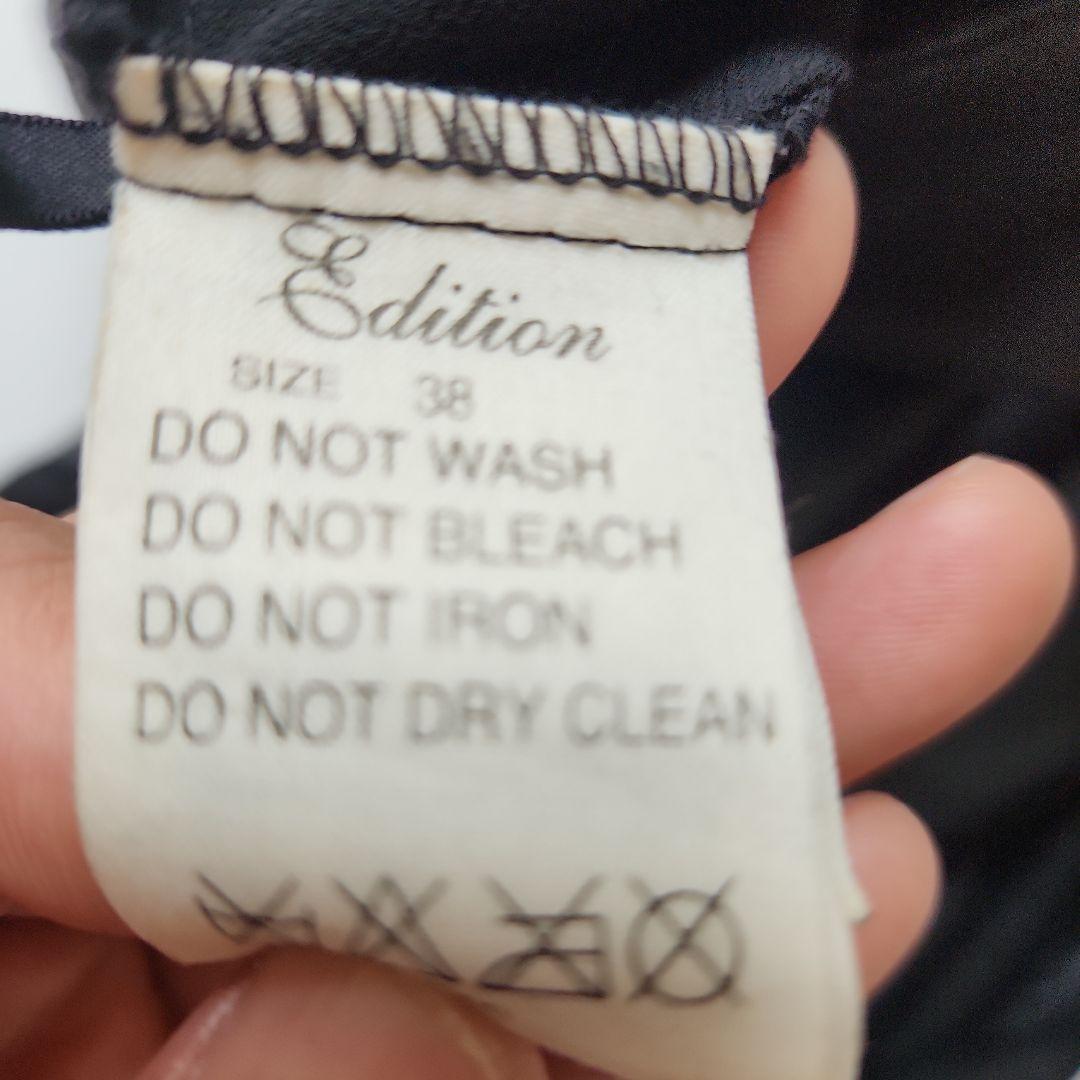 Edition
SIZE 38
DO NOT WASH
DO NOT BLEACH
DO NOT IRON
DO NOT DRY CLEAN